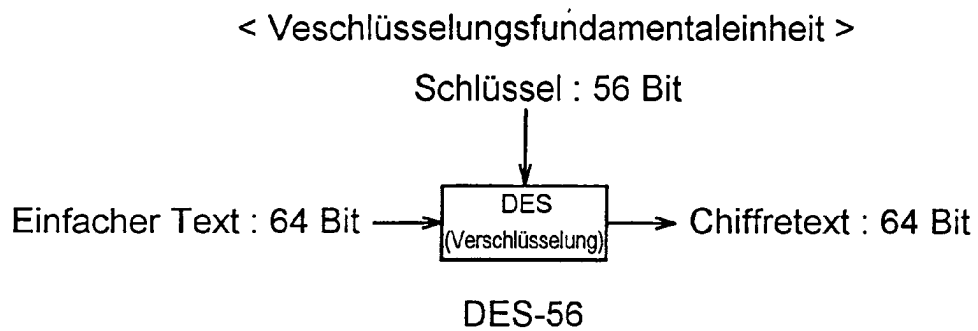 < Veschlüsselungsfundamentaleinheit >
Schlüssel : 56 Bit
Einfacher Text : 64 Bit
DES
(Verschlüsselung)
Chiffretext : 64 Bit
DES-56